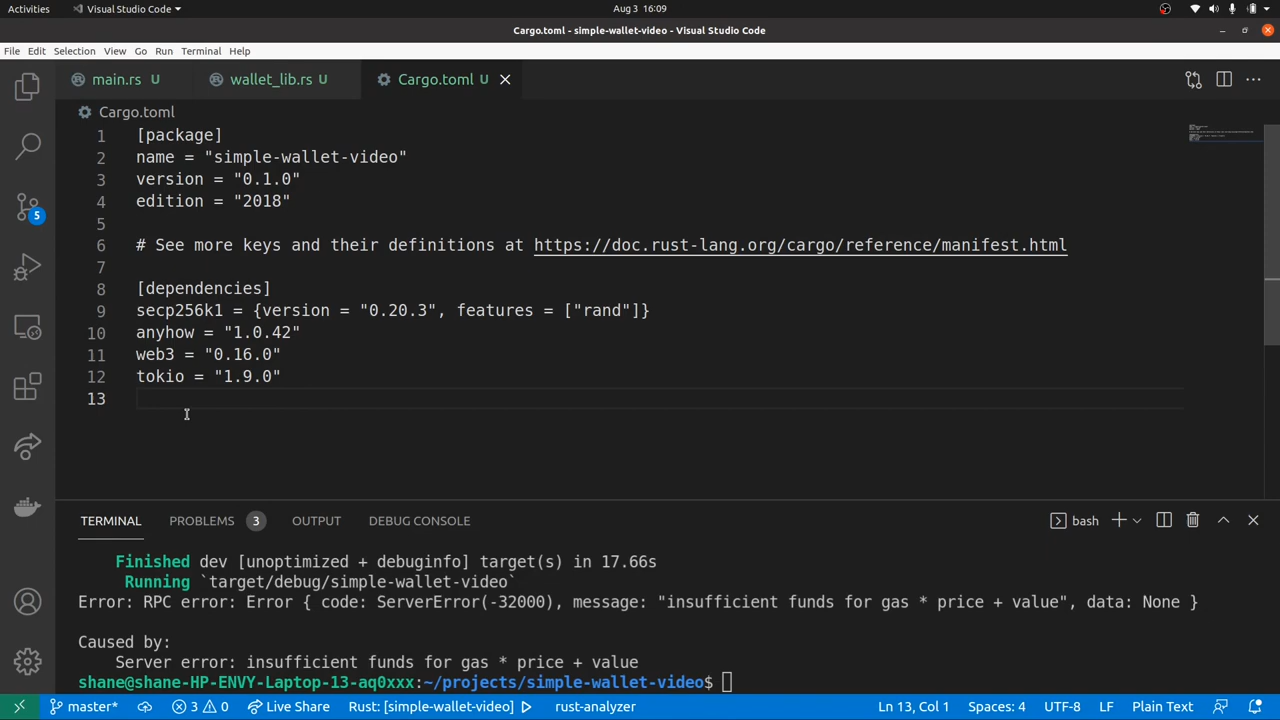 Activities
Visual Studio Code
Aug 3 16:09
Cargo.toml - simple-wallet-video - Visual Studio Code
File Edit Selection View Go Run Terminal Help
main.rs U
wallet_lib.rs U
Cargo.toml U
Cargo.toml
1 [package]
2 name = "simple-wallet-video"
3 version = "0.1.0"
4 edition = "2018"
5
6 # See more keys and their definitions at https://doc.rust-lang.org/cargo/reference/manifest.html
7
8 [dependencies]
9 secp256k1 = {version = "0.20.3", features = ["rand"]}
10 anyhow = "1.0.42"
11 web3 = "0.16.0"
12 tokio = "1.9.0"
13
5
TERMINAL PROBLEMS 3 OUTPUT DEBUG CONSOLE
bash
Finished dev [unoptimized + debuginfo] target(s) in 17.66s
Running `target/debug/simple-wallet-video`
Error: RPC error: Error { code: ServerError(-32000), message: "insufficient funds for gas * price + value", data: None }
Caused by:
Server error: insufficient funds for gas * price + value
shane@shane-HP-ENVY-Laptop-13-aq0xxx:~/projects/simple-wallet-video$
master* 3 0 Live Share Rust: [simple-wallet-video] rust-analyzer Ln 13, Col 1 Spaces: 4 UTF-8 LF Plain Text